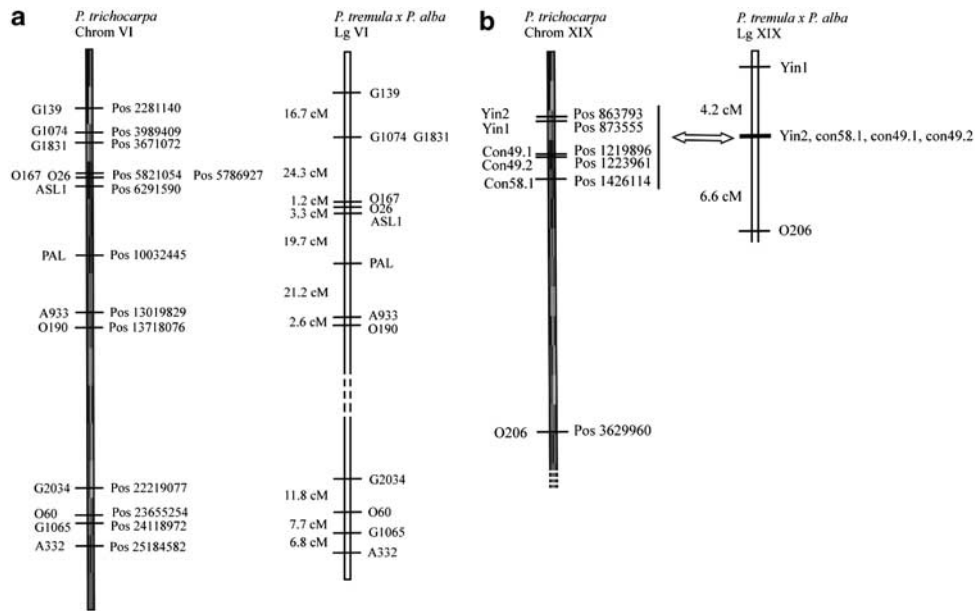 a
P. trichocarpa
Chrom VI
G139 Pos 2281140
G1074 Pos 3989409
G1831 Pos 3671072
O167 O26 Pos 5821054 Pos 5786927
ASL1 Pos 6291590
PAL Pos 10032445
A933 Pos 13019829
O190 Pos 13718076
G2034 Pos 22219077
O60 Pos 23655254
G1065 Pos 24118972
A332 Pos 25184582
P. tremula x P. alba
Lg VI
G139
16.7 cM
G1074 G1831
24.3 cM
1.2 cM O167
O26
3.3 cM ASL1
19.7 cM
PAL
21.2 cM
A933
2.6 cM O190
G2034
11.8 cM
O60
7.7 cM
G1065
6.8 cM
A332
b
P. trichocarpa
Chrom XIX
Yin2 Pos 863793
Yin1 Pos 873555
Con49.1 Pos 1219896
Con49.2 Pos 1223961
Con58.1 Pos 1426114
O206 Pos 3629960
P. tremula x P. alba
Lg XIX
Yin1
4.2 cM
Yin2, con58.1, con49.1, con49.2
6.6 cM
O206